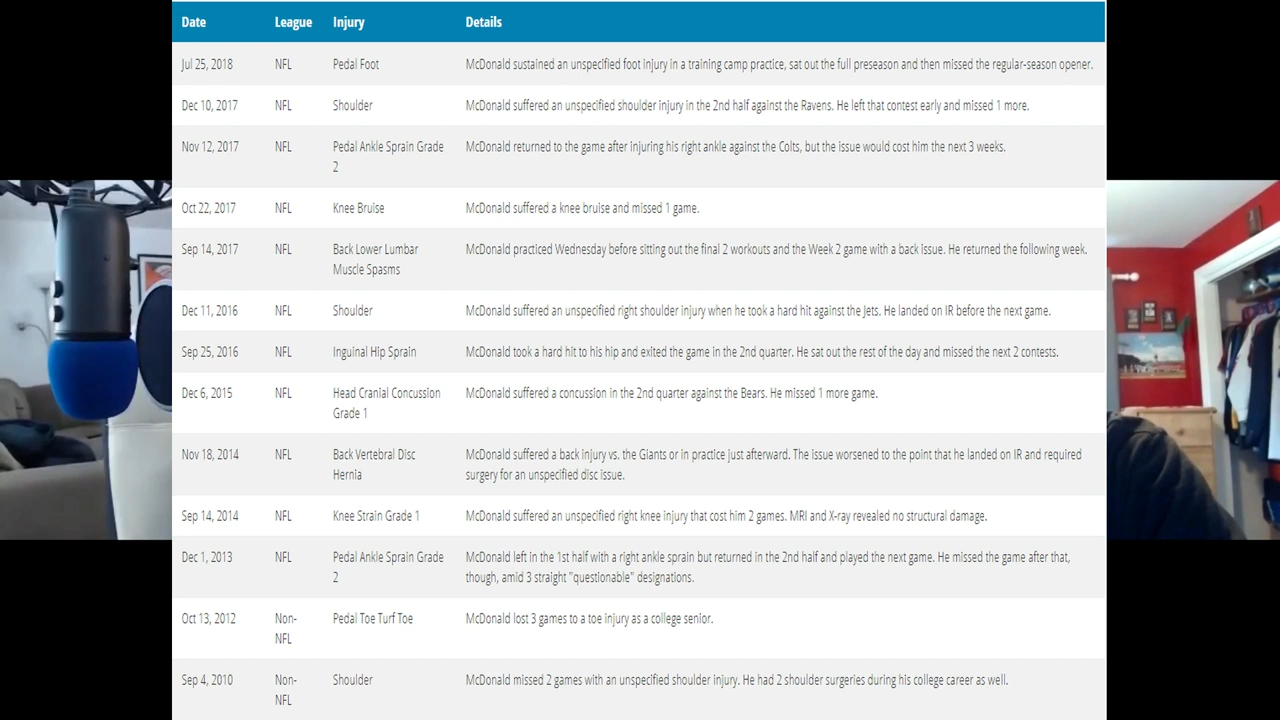 Date League Injury Details
Jul 25, 2018 NFL Pedal Foot McDonald sustained an unspecified foot injury in a training camp practice, sat out the full preseason and then missed the regular-season opener.
Dec 10, 2017 NFL Shoulder McDonald suffered an unspecified shoulder injury in the 2nd half against the Ravens. He left that contest early and missed 1 more.
Nov 12, 2017 NFL Pedal Ankle Sprain Grade McDonald returned to the game after injuring his right ankle against the Colts, but the issue would cost him the next 3 weeks.
2
Oct 22, 2017 NFL Knee Bruise McDonald suffered a knee bruise and missed 1 game.
Sep 14, 2017 NFL Back Lower Lumbar McDonald practiced Wednesday before sitting out the final 2 workouts and the Week 2 game with a back issue. He returned the following week.
Muscle Spasms
Dec 11, 2016 NFL Shoulder McDonald suffered an unspecified right shoulder injury when he took a hard hit against the Jets. He landed on IR before the next game.
Sep 25, 2016 NFL Inguinal Hip Sprain McDonald took a hard hit to his hip and exited the game in the 2nd quarter. He sat out the rest of the day and missed the next 2 contests.
Dec 6, 2015 NFL Head Cranial Concussion McDonald suffered a concussion in the 2nd quarter against the Bears. He missed 1 more game.
Grade 1
Nov 18, 2014 NFL Back Vertebral Disc McDonald suffered a back injury vs. the Giants or in practice just afterward. The issue worsened to the point that he landed on IR and required
Hernia surgery for an unspecified disc issue.
Sep 14, 2014 NFL Knee Strain Grade 1 McDonald suffered an unspecified right knee injury that cost him 2 games. MRI and X-ray revealed no structural damage.
Dec 1, 2013 NFL Pedal Ankle Sprain Grade McDonald left in the 1st half with a right ankle sprain but returned in the 2nd half and played the next game. He missed the game after that,
2 though, amid 3 straight "questionable" designations.
Oct 13, 2012 Non- Pedal Toe Turf Toe McDonald lost 3 games to a toe injury as a college senior.
NFL
Sep 4, 2010 Non- Shoulder McDonald missed 2 games with an unspecified shoulder injury. He had 2 shoulder surgeries during his college career as well.
NFL